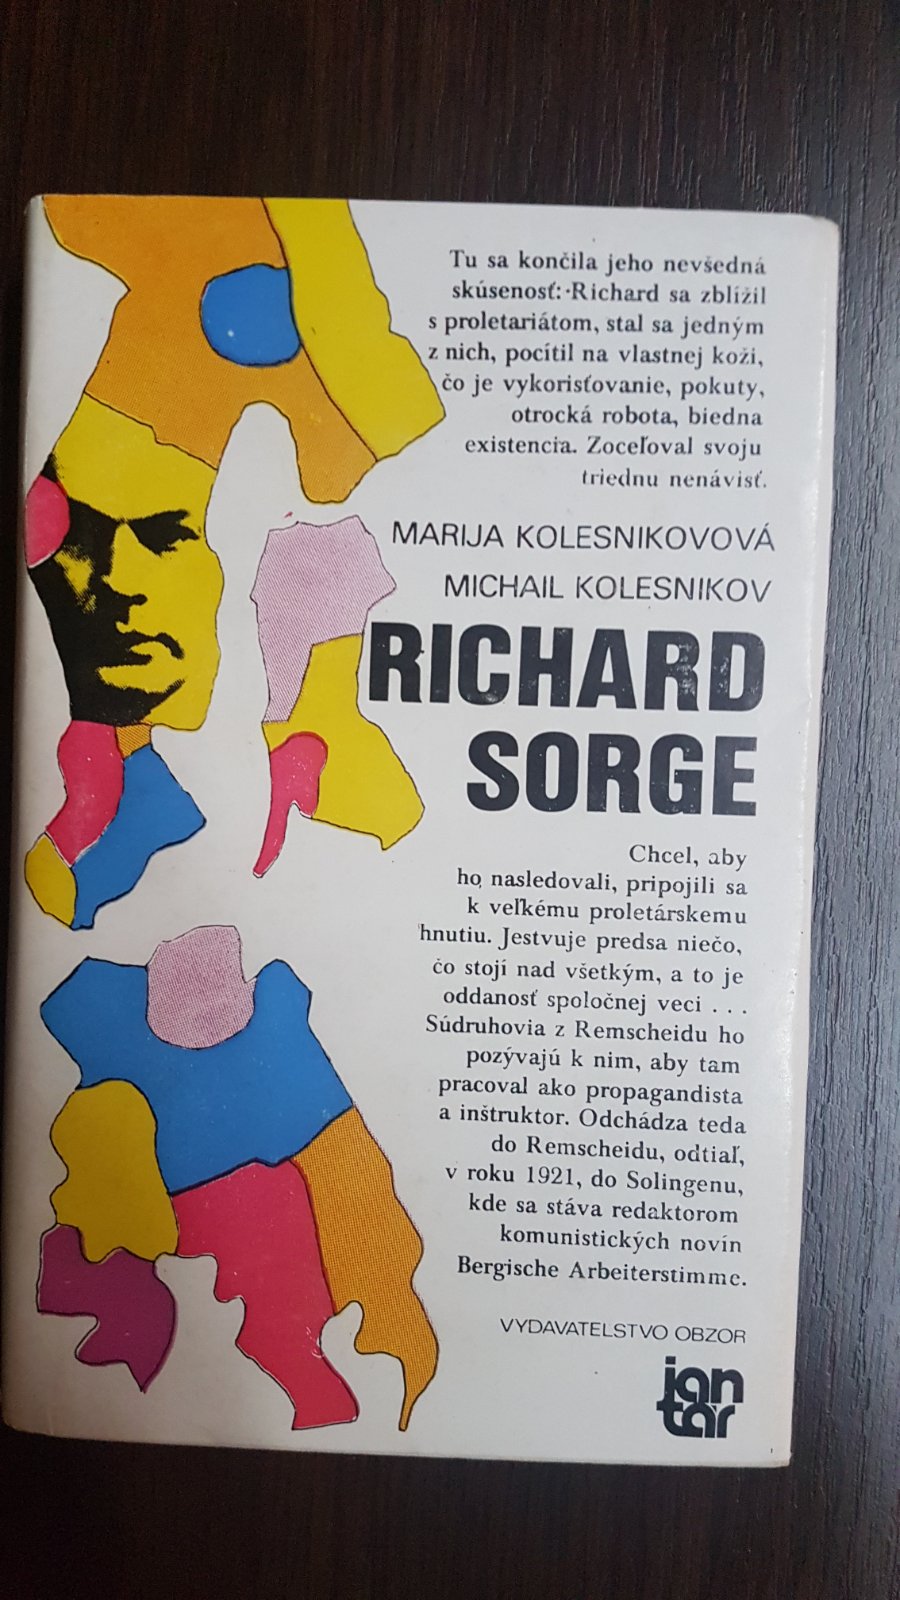 Tu sa končila jeho nevšedná
skúsenosť: Richard sa zblížil
s proletariátom, stal sa jedným
z nich, pocítil na vlastnej koži,
čo je vykorisťovanie, pokuty,
otrocká robota, biedna
existencia. Zoceľoval svoju
triednu nenávisť.
MARIJA KOLESNIKOVOVÁ
MICHAIL KOLESNIKOV
RICHARD
SORGE
Chcel, aby
ho nasledovali, pripojili sa
k veľkému proletárskemu
hnutiu. Jestvuje predsa niečo,
čo stojí nad všetkým, a to je
oddanosť spoločnej veci . . .
Súdruhovia z Remscheidu ho
pozývajú k nim, aby tam
pracoval ako propagandista
a inštruktor. Odchádza teda
do Remscheidu, odtiaľ,
v roku 1921, do Solingenu,
kde sa stáva redaktorom
komunistických novín
Bergische Arbeiterstimme.
VYDAVATELSTVO OBZOR
jan
tár